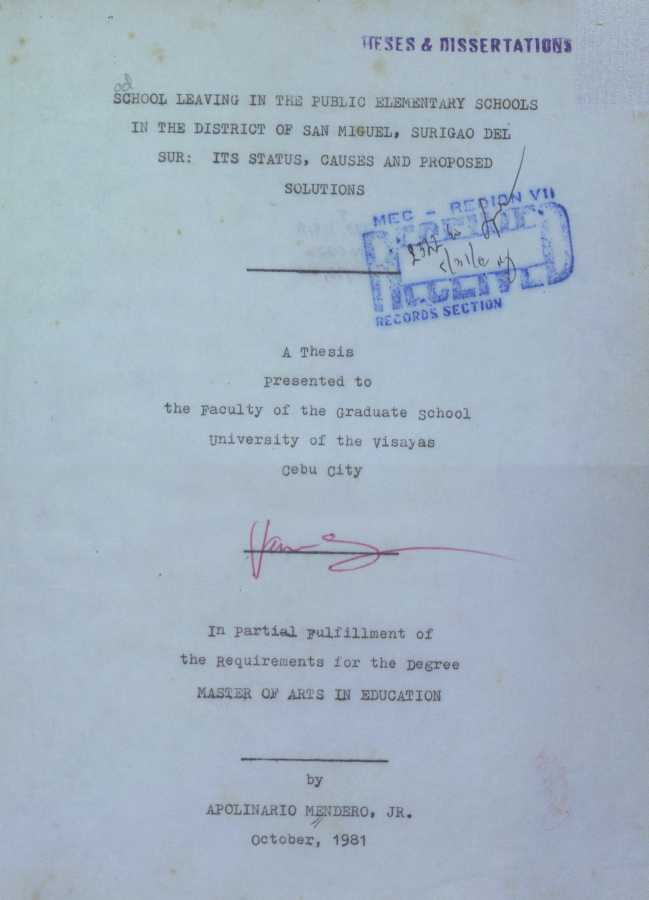 THESES & DISSERTATIONS
SCHOOL LEAVING IN THE PUBLIC ELEMENTARY SCHOOLS
IN THE DISTRICT OF SAN MIGUEL, SURIGAO DEL
SUR: ITS STATUS, CAUSES AND PROPOSED
SOLUTIONS
MEC - REGION VII
RECEIVED
RECORDS SECTION
A Thesis
Presented to
the Faculty of the Graduate School
University of the Visayas
Cebu City
In Partial Fulfillment of
the Requirements for the Degree
MASTER OF ARTS IN EDUCATION
by
APOLINARIO MENDERO, JR.
October, 1981